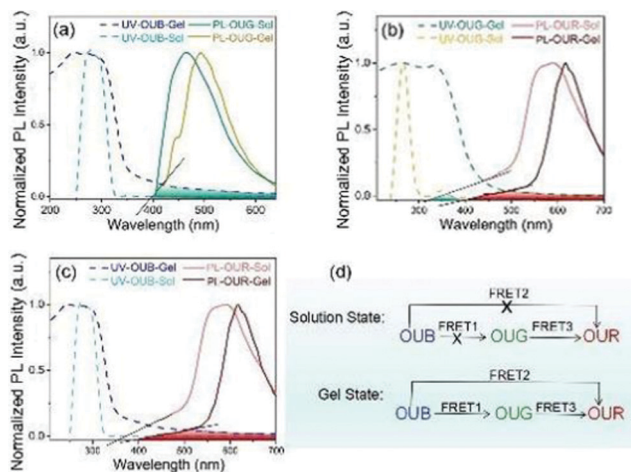 (a)
UV-OUB-Gel PL-OUG-Sol
UV-OUB-Sol PL-OUG-Gel
Normalized PL Intensity (a.u.)
1.0
0.5
0.0
200 300 400 500 600
Wavelength (nm)
(b)
UV-OUG-Gel PL-OUR-Sol
UV-OUG-Sol PL-OUR-Gel
Normalized PL Intensity (a.u.)
1.0
0.5
0.0
200 300 400 500 600 700
Wavelength (nm)
(c)
UV-OUB-Gel PL-OUR-Sol
UV-OUB-Sol PL-OUR-Gel
Normalized PL Intensity (a.u.)
1.0
0.5
0.0
300 400 500 600 700
Wavelength (nm)
(d)
FRET2
Solution State:
X
OUB FRET1 OUG FRET3 OUR
X
Gel State:
FRET2
OUB FRET1 OUG FRET3 OUR